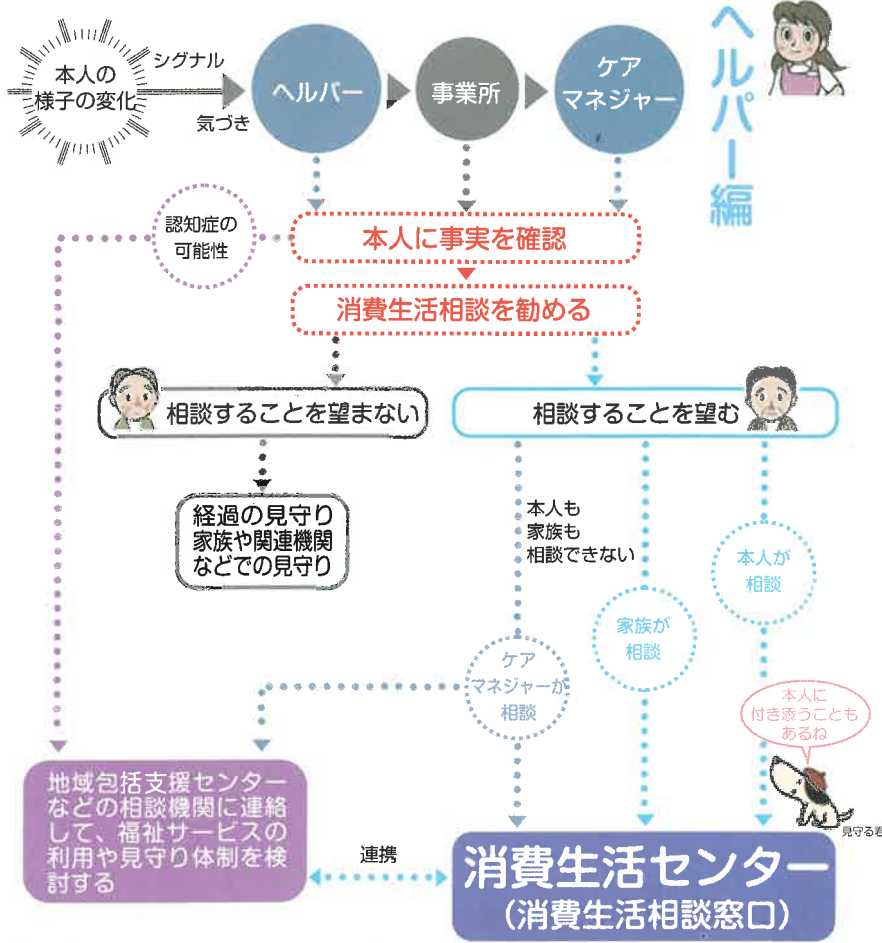 ヘルパー編
本人の
様子の変化
シグナル
気づき
ヘルパー
事業所
ケア
マネジャー
認知症の
可能性
本人に事実を確認
消費生活相談を勧める
相談することを望まない
相談することを望む
経過の見守り
家族や関連機関
などでの見守り
本人も
家族も
相談できない
本人が
相談
家族が
相談
ケア
マネジャーが
相談
本人に
付き添うことも
あるね
見守る君
地域包括支援センター
などの相談機関に連絡
して、福祉サービスの
利用や見守り体制を検
討する
連携
消費生活センター
(消費生活相談窓口)